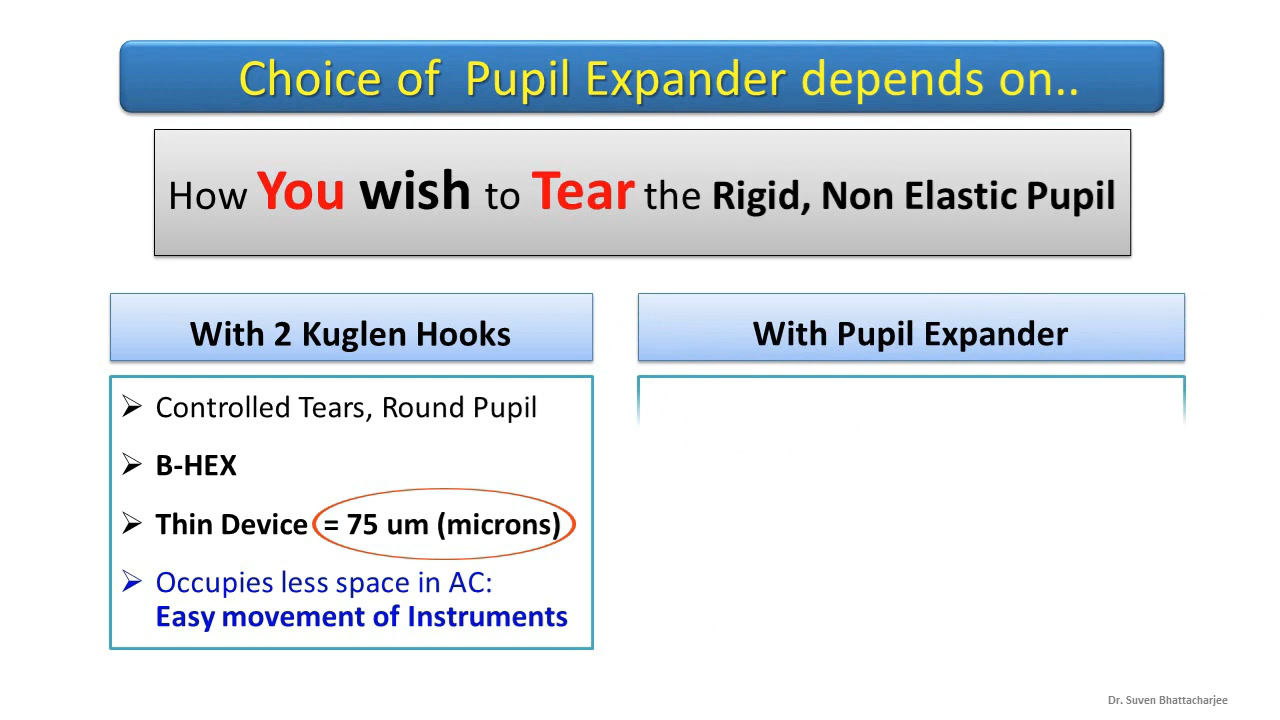 Choice of Pupil Expander depends on..
How You wish to Tear the Rigid, Non Elastic Pupil
With 2 Kuglen Hooks
Controlled Tears, Round Pupil
B-HEX
Thin Device = 75 um (microns)
Occupies less space in AC:
Easy movement of Instruments
With Pupil Expander
Dr. Suven Bhattacharjee